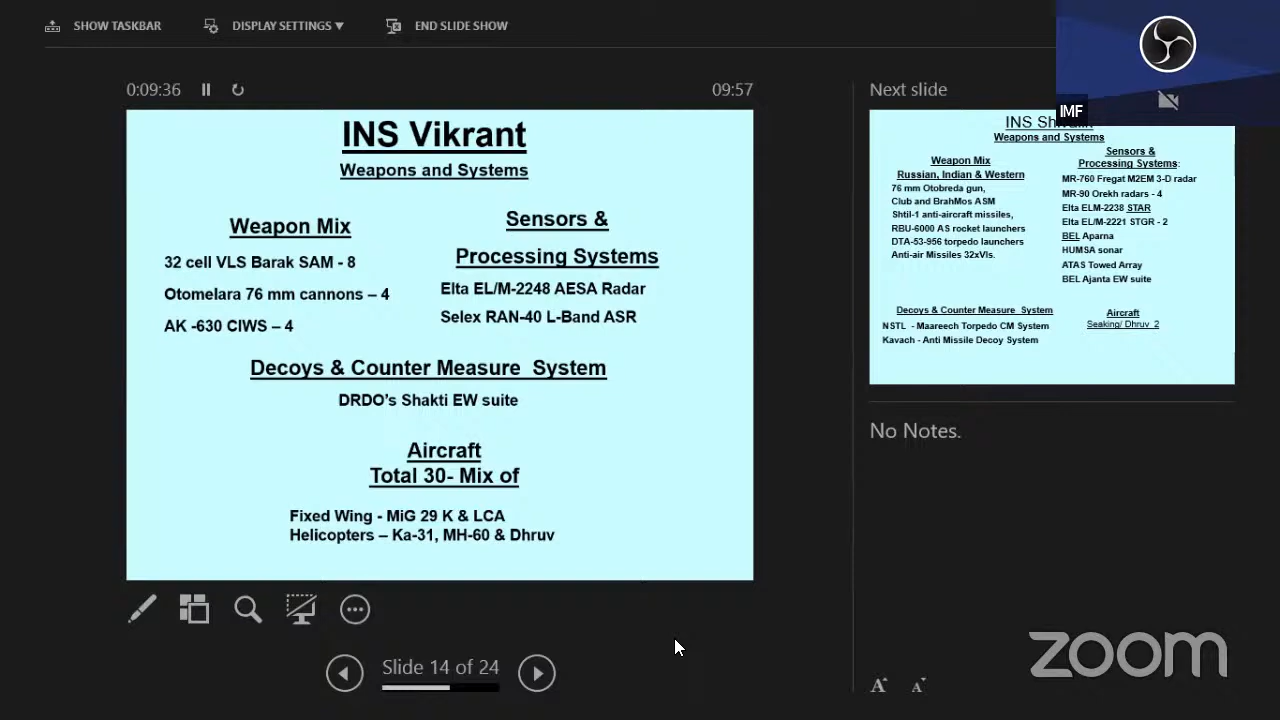 SHOW TASKBAR
DISPLAY SETTINGS
END SLIDE SHOW
0:09:36
09:57
INS Vikrant
Weapons and Systems
Weapon Mix
32 cell VLS Barak SAM - 8
Otomelara 76 mm cannons – 4
AK -630 CIWS – 4
Sensors &
Processing Systems
Elta EL/M-2248 AESA Radar
Selex RAN-40 L-Band ASR
Decoys & Counter Measure System
DRDO’s Shakti EW suite
Aircraft
Total 30- Mix of
Fixed Wing - MiG 29 K & LCA
Helicopters – Ka-31, MH-60 & Dhruv
Slide 14 of 24
Next slide
IMF
INS
Weapons and Systems
Weapon Mix
Russian, Indian & Western
76 mm Otobreda gun,
Club and BrahMos ASM
Shtil-1 anti-aircraft missiles,
RBU-6000 AS rocket launchers
DTA-53-956 torpedo launchers
Anti-air Missiles 32xVls.
Sensors &
Processing Systems:
MR-760 Fregat M2EM 3-D radar
MR-90 Orekh radars - 4
Elta ELM-2238 STAR
Elta EL/M-2221 STGR - 2
BEL Aparna
HUMSA sonar
ATAS Towed Array
BEL Ajanta EW suite
Decoys & Counter Measure System
NSTL - Maareech Torpedo CM System
Kavach - Anti Missile Decoy System
Aircraft
Seaking/ Dhruv 2
No Notes.
A A
zoom